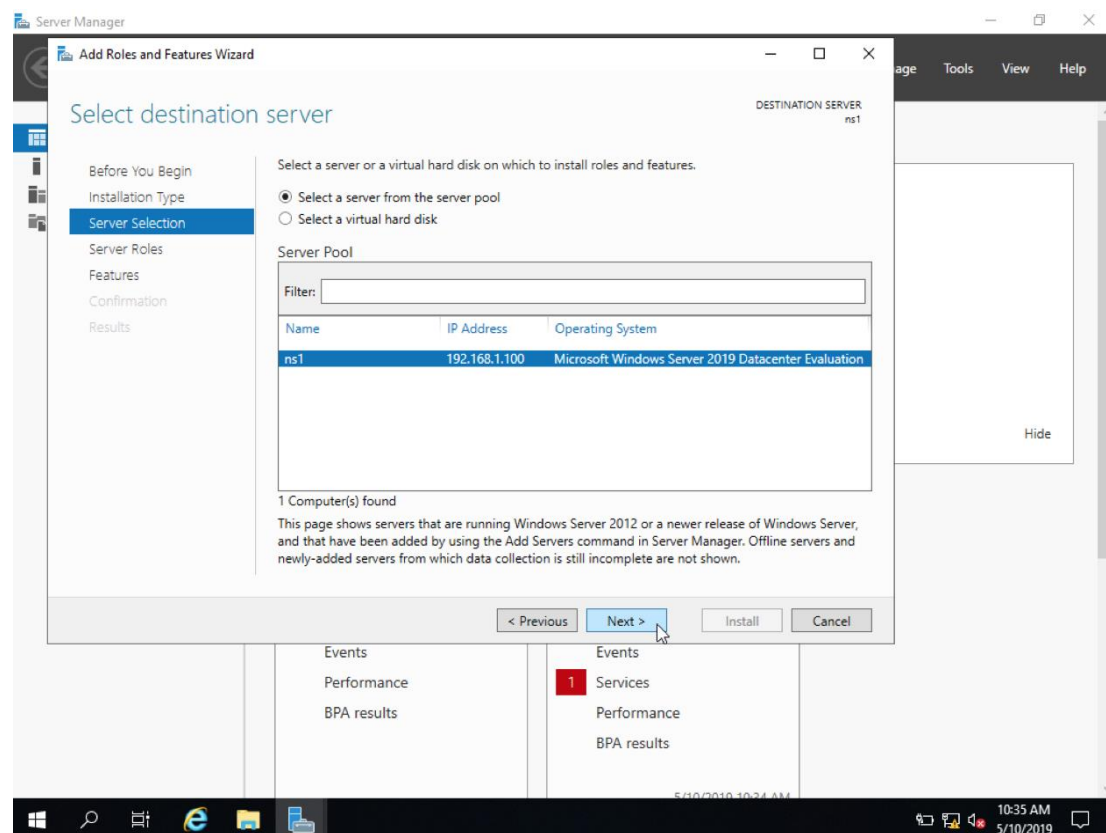 Server Manager
Add Roles and Features Wizard
age Tools View Help
Select destination server
DESTINATION SERVER
ns1
Before You Begin
Installation Type
Server Selection
Server Roles
Features
Confirmation
Results
Select a server or a virtual hard disk on which to install roles and features.
Select a server from the server pool
Select a virtual hard disk
Server Pool
Filter:
Name IP Address Operating System
ns1 192.168.1.100 Microsoft Windows Server 2019 Datacenter Evaluation
1 Computer(s) found
This page shows servers that are running Windows Server 2012 or a newer release of Windows Server,
and that have been added by using the Add Servers command in Server Manager. Offline servers and
newly-added servers from which data collection is still incomplete are not shown.
Hide
< Previous Next > Install Cancel
Events
Performance
BPA results
Events
1 Services
Performance
BPA results
5/10/2019 10:34 AM
10:35 AM
5/10/2019